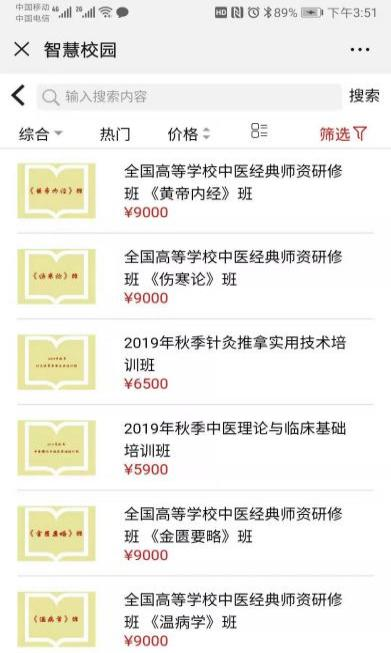 中国移动 4G 2G HD 89% 下午3:51
中国电信
智慧校园
输入搜索内容 搜索
综合 热门 价格 筛选
《黄帝内经》班
全国高等学校中医经典师资研修
班 《黄帝内经》班
¥9000
《伤寒论》班
全国高等学校中医经典师资研修
班 《伤寒论》班
¥9000
2019年秋季针灸推拿实用技术培
训班
¥6500
2019年秋季中医理论与临床基础
培训班
¥5900
《金匮要略》班
全国高等学校中医经典师资研修
班 《金匮要略》班
¥9000
《温病学》班
全国高等学校中医经典师资研修
班 《温病学》班
¥9000